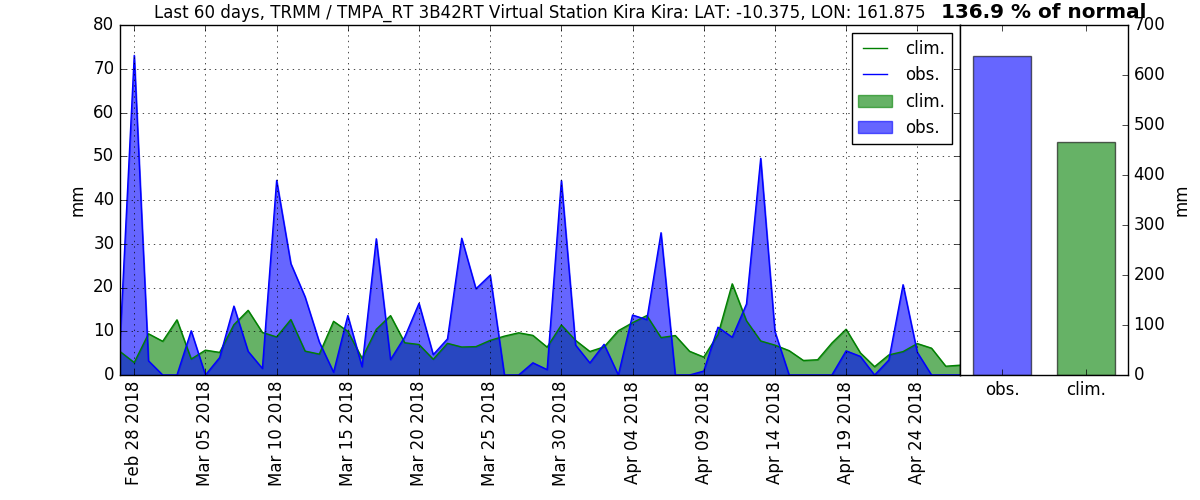 Last 60 days, TRMM / TMPA_RT 3B42RT Virtual Station Kira Kira: LAT: -10.375, LON: 161.875
136.9 % of normal
80
70
60
50
40
30
20
10
0
mm
clim.
obs.
clim.
obs.
700
600
500
400
300
200
100
0
mm
Feb 28 2018
Mar 05 2018
Mar 10 2018
Mar 15 2018
Mar 20 2018
Mar 25 2018
Mar 30 2018
Apr 04 2018
Apr 09 2018
Apr 14 2018
Apr 19 2018
Apr 24 2018
obs.
clim.